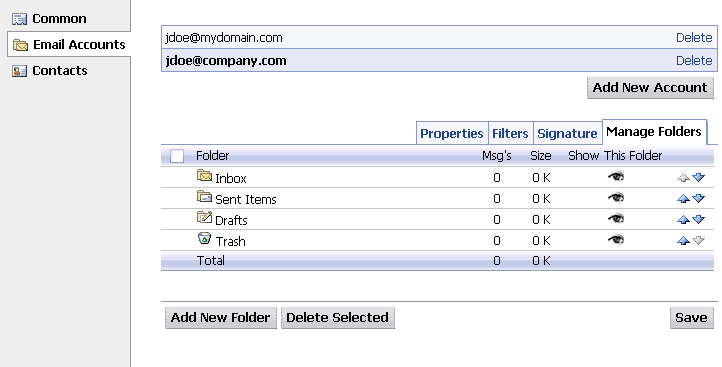 Common
Email Accounts
Contacts
jdoe@mydomain.com Delete
jdoe@company.com Delete
Add New Account
Properties Filters Signature Manage Folders
Folder Msg's Size Show This Folder
Inbox 0 0 K
Sent Items 0 0 K
Drafts 0 0 K
Trash 0 0 K
Total 0 0 K
Add New Folder Delete Selected Save